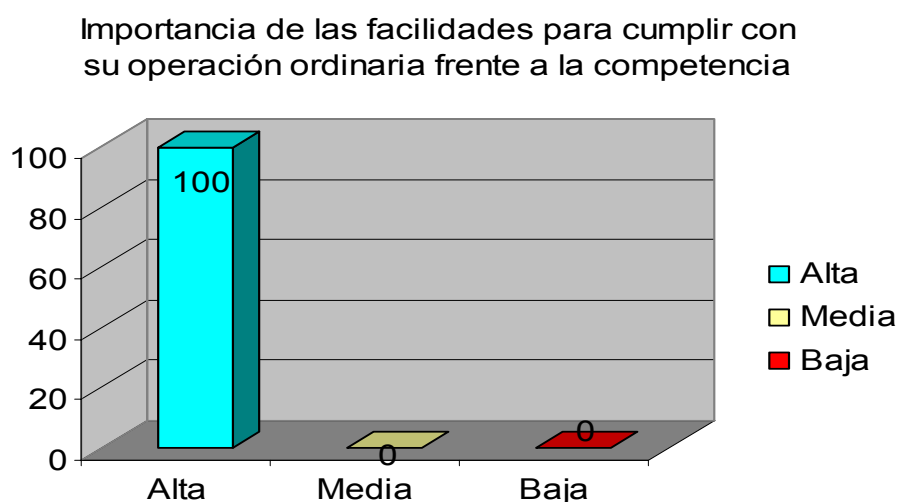 Importancia de las facilidades para cumplir con
su operación ordinaria frente a la competencia
100
80
60
40
20
0
100
0
0
Alta
Media
Baja
Alta
Media
Baja